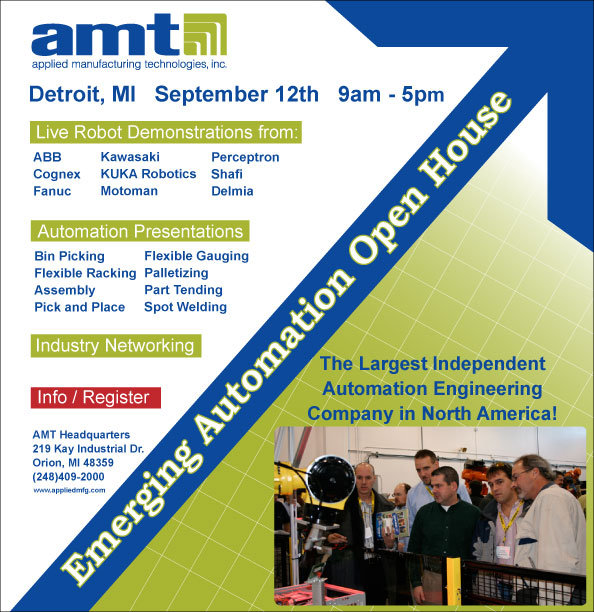 amt
applied manufacturing technologies, inc.
Detroit, MI September 12th 9am - 5pm
Live Robot Demonstrations from:
ABB Kawasaki Perceptron
Cognex KUKA Robotics Shafi
Fanuc Motoman Delmia
Automation Presentations
Bin Picking Flexible Gauging
Flexible Racking Palletizing
Assembly Part Tending
Pick and Place Spot Welding
Industry Networking
Info / Register
AMT Headquarters
219 Kay Industrial Dr.
Orion, MI 48359
(248)409-2000
www.appliedmfg.com
Emerging Automation Open House
The Largest Independent
Automation Engineering
Company in North America!